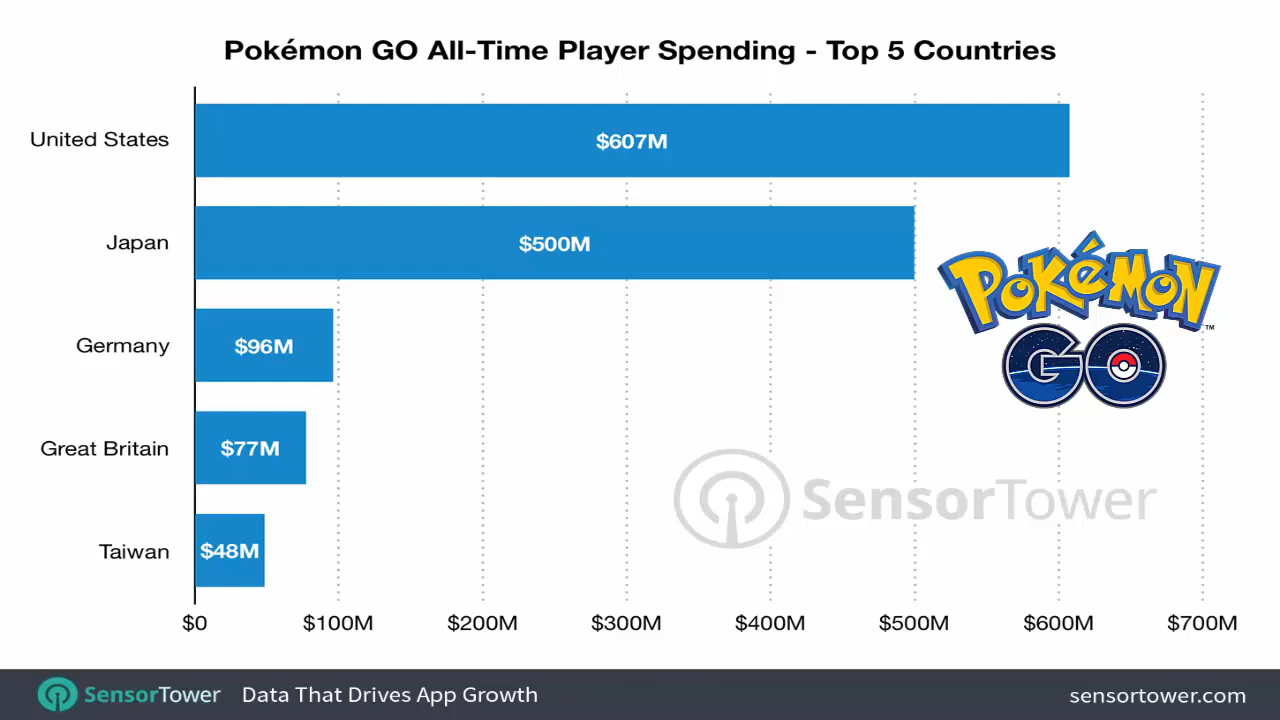 Pokémon GO All-Time Player Spending - Top 5 Countries
United States
$607M
Japan
$500M
Germany
$96M
Great Britain
$77M
Taiwan
$48M
POKéMON™
GO
SensorTower
$0 $100M $200M $300M $400M $500M $600M $700M
SensorTower Data That Drives App Growth sensortower.com